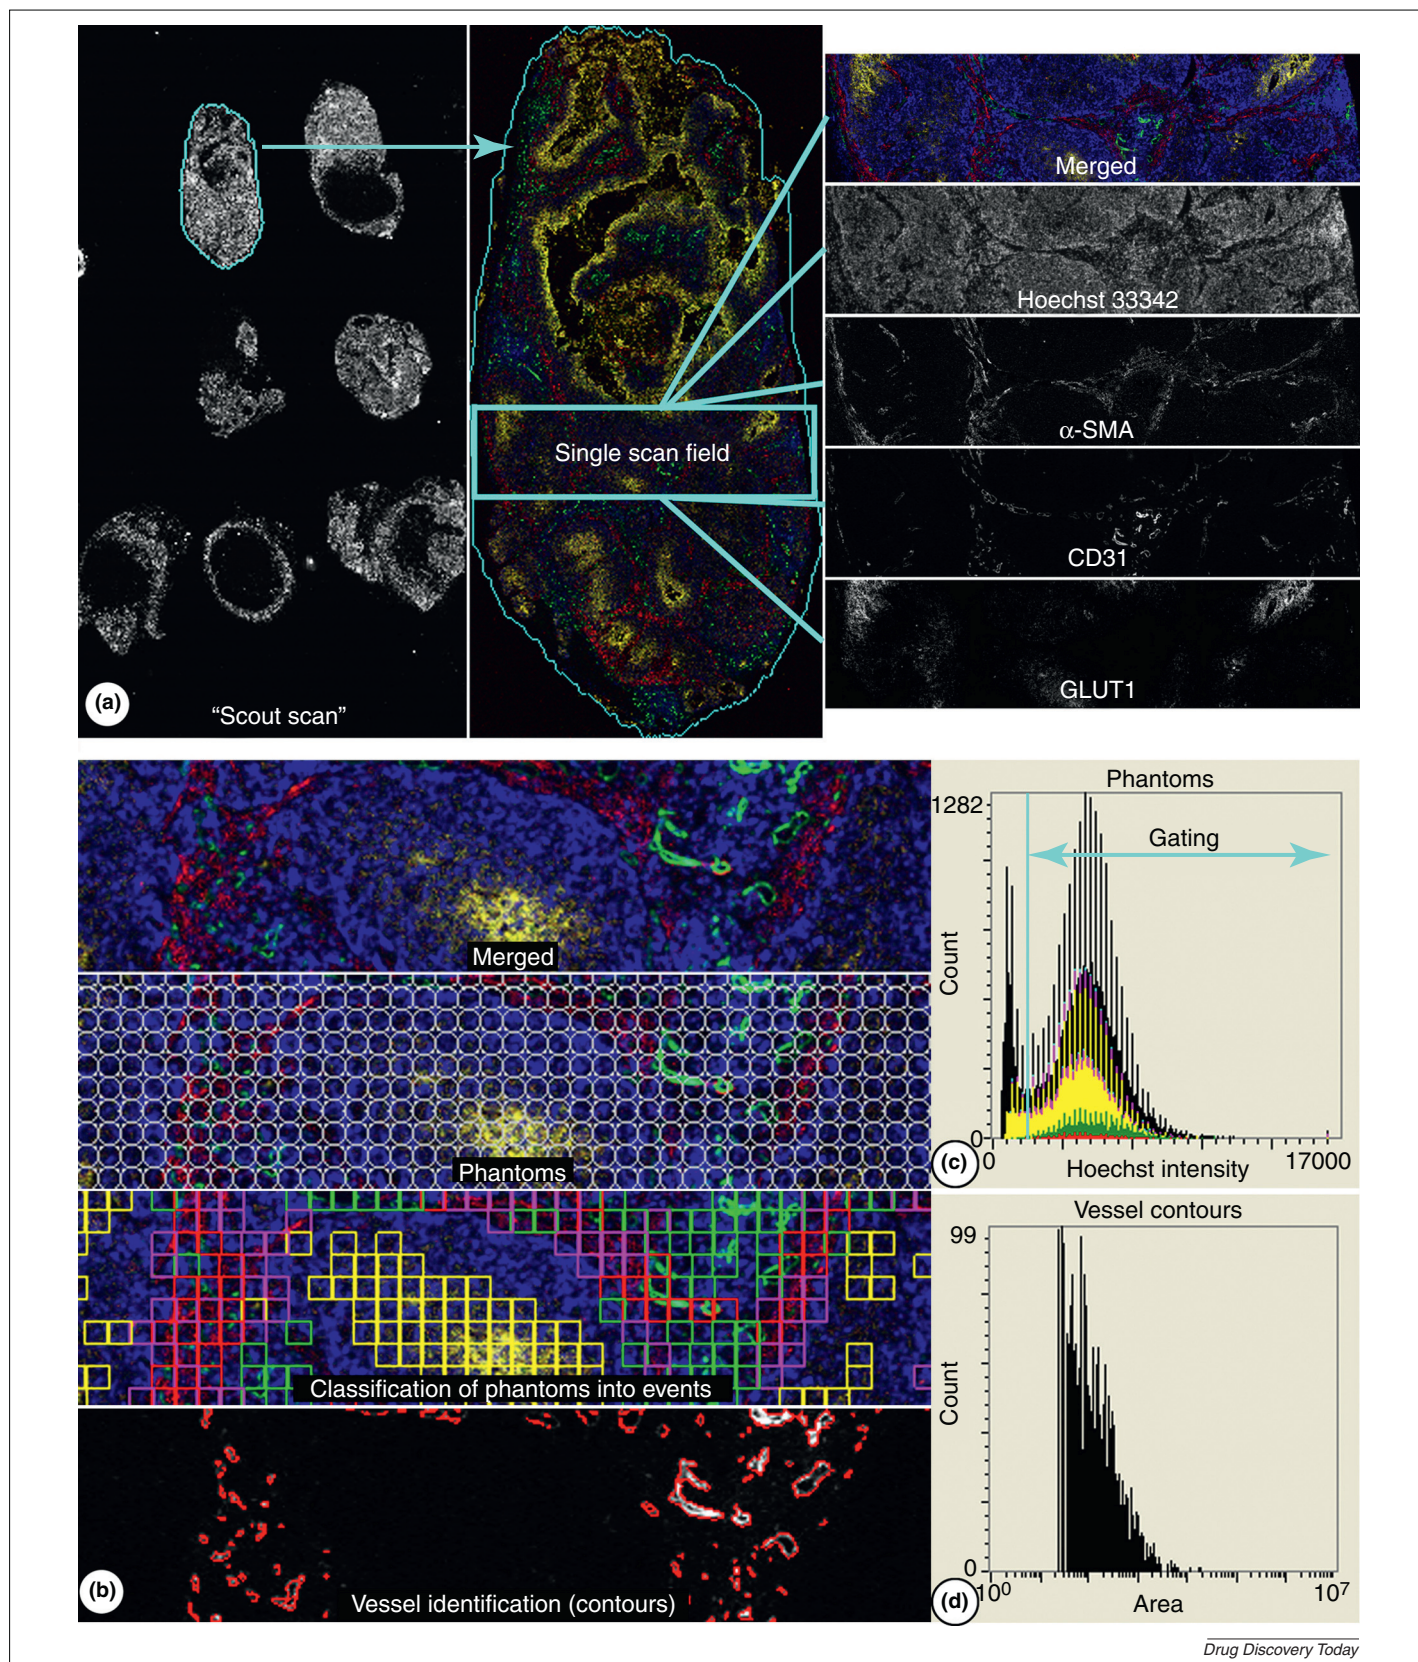 Merged
Hoechst 33342
α-SMA
Single scan field
CD31
GLUT1
(a)
“Scout scan”
Merged
Phantoms
Classification of phantoms into events
Vessel identification (contours)
(b)
Phantoms
1282
Gating
Count
0
(c)
0
Hoechst intensity
17000
Vessel contours
99
Count
0
(d)
10⁰
Area
10⁷
Drug Discovery Today